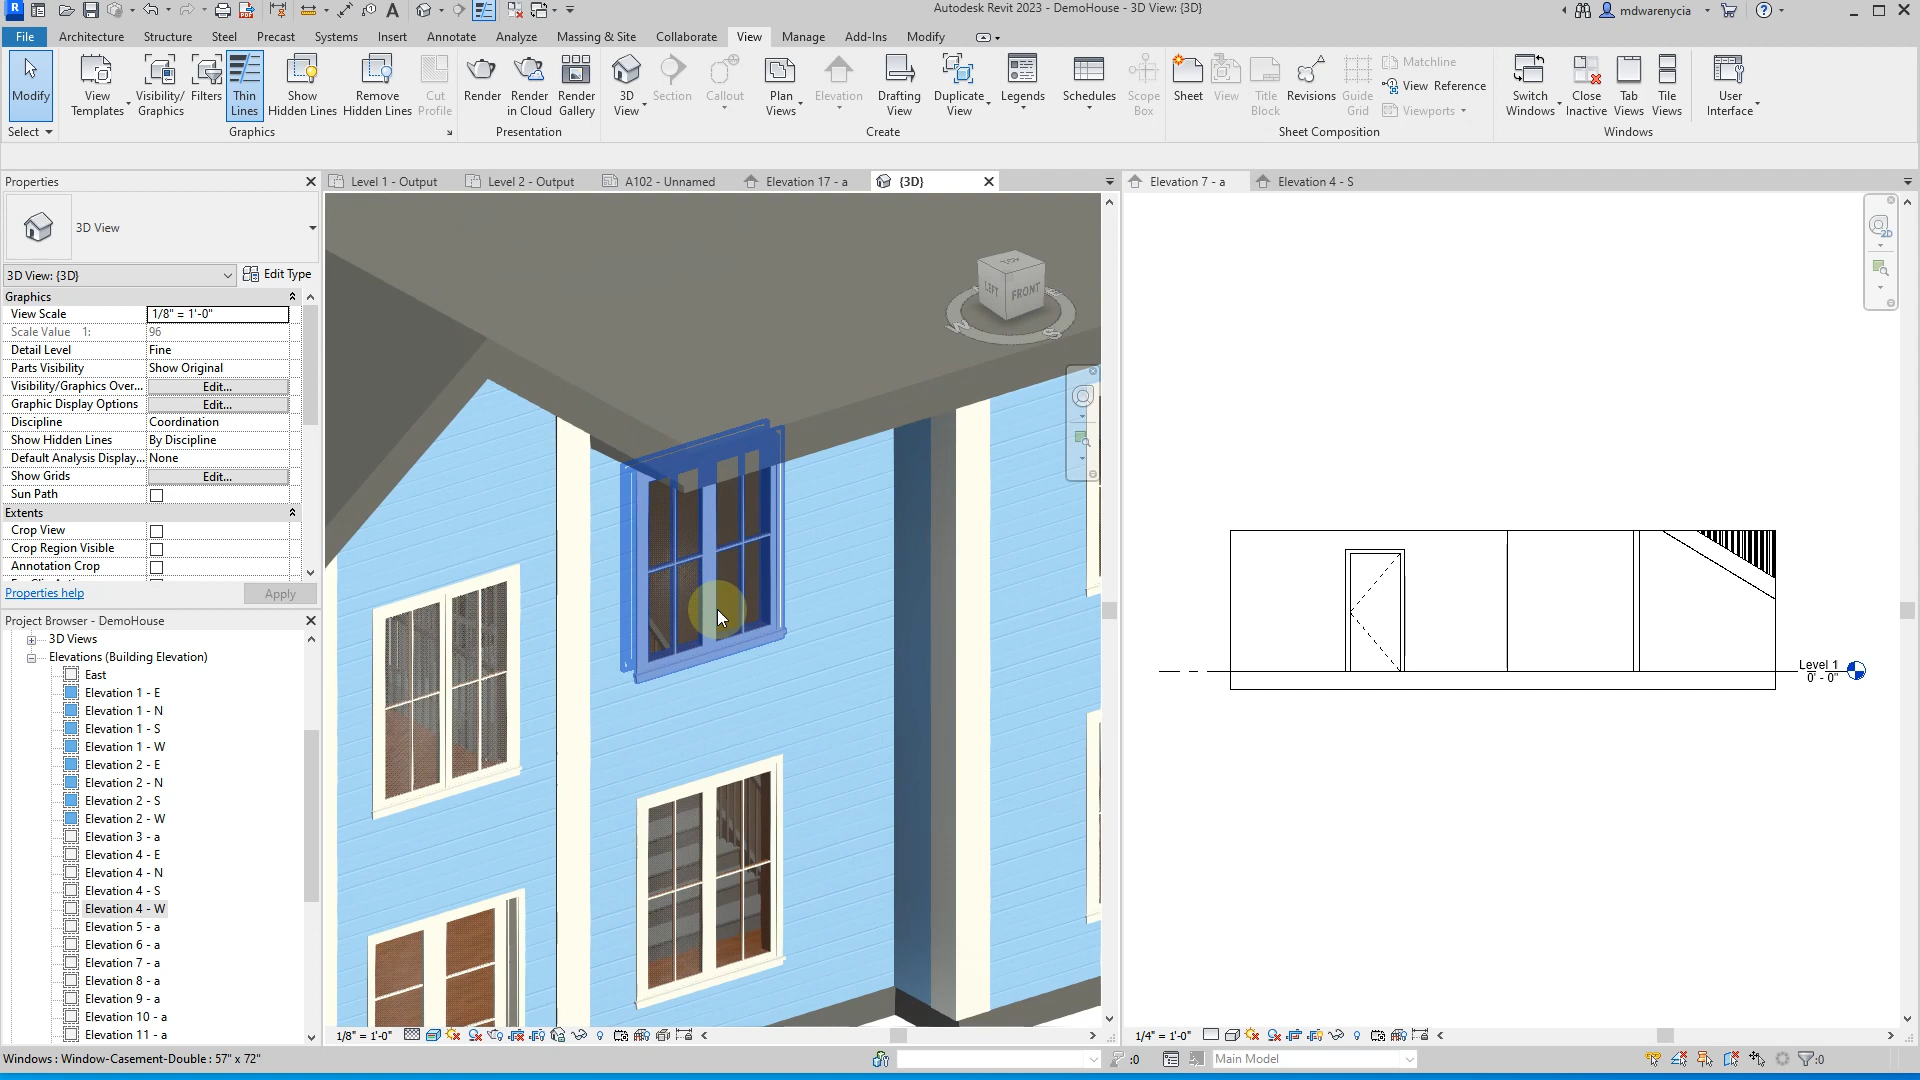 Autodesk Revit 2023 - DemoHouse - 3D View: {3D}
mdwarenycia
File
Architecture
Structure
Steel
Precast
Systems
Insert
Annotate
Analyze
Massing & Site
Collaborate
View
Manage
Add-Ins
Modify
Modify
View Templates
Visibility/ Graphics
Filters
Thin Lines
Show Hidden Lines
Remove Hidden Lines
Cut Profile
Render
Render in Cloud
Render Gallery
3D View
Section
Callout
Plan Views
Elevation
Drafting View
Duplicate View
Legends
Schedules
Scope Box
Sheet
View
Title Block
Revisions
Guide Grid
Matchline
View Reference
Viewports
Switch Windows
Close Inactive
Tab Views
Tile Views
User Interface
Select
Graphics
Presentation
Create
Sheet Composition
Windows
Properties
Level 1 - Output
Level 2 - Output
A102 - Unnamed
Elevation 17 - a
{3D}
Elevation 7 - a
Elevation 4 - S
3D View
3D View: {3D}
Edit Type
Graphics
View Scale
1/8" = 1'-0"
Scale Value 1:
96
Detail Level
Fine
Parts Visibility
Show Original
Visibility/Graphics Over...
Edit...
Graphic Display Options
Edit...
Discipline
Coordination
Show Hidden Lines
By Discipline
Default Analysis Display...
None
Show Grids
Edit...
Sun Path
Extents
Crop View
Crop Region Visible
Annotation Crop
Properties help
Apply
Project Browser - DemoHouse
3D Views
Elevations (Building Elevation)
East
Elevation 1 - E
Elevation 1 - N
Elevation 1 - S
Elevation 1 - W
Elevation 2 - E
Elevation 2 - N
Elevation 2 - S
Elevation 2 - W
Elevation 3 - a
Elevation 4 - E
Elevation 4 - N
Elevation 4 - S
Elevation 4 - W
Elevation 5 - a
Elevation 6 - a
Elevation 7 - a
Elevation 8 - a
Elevation 9 - a
Elevation 10 - a
Elevation 11 - a
TOP
LEFT
FRONT
W
S
2D
Level 1
0' - 0"
1/8" = 1'-0"
1/4" = 1'-0"
Windows : Window-Casement-Double : 57" x 72"
:0
Main Model
:0